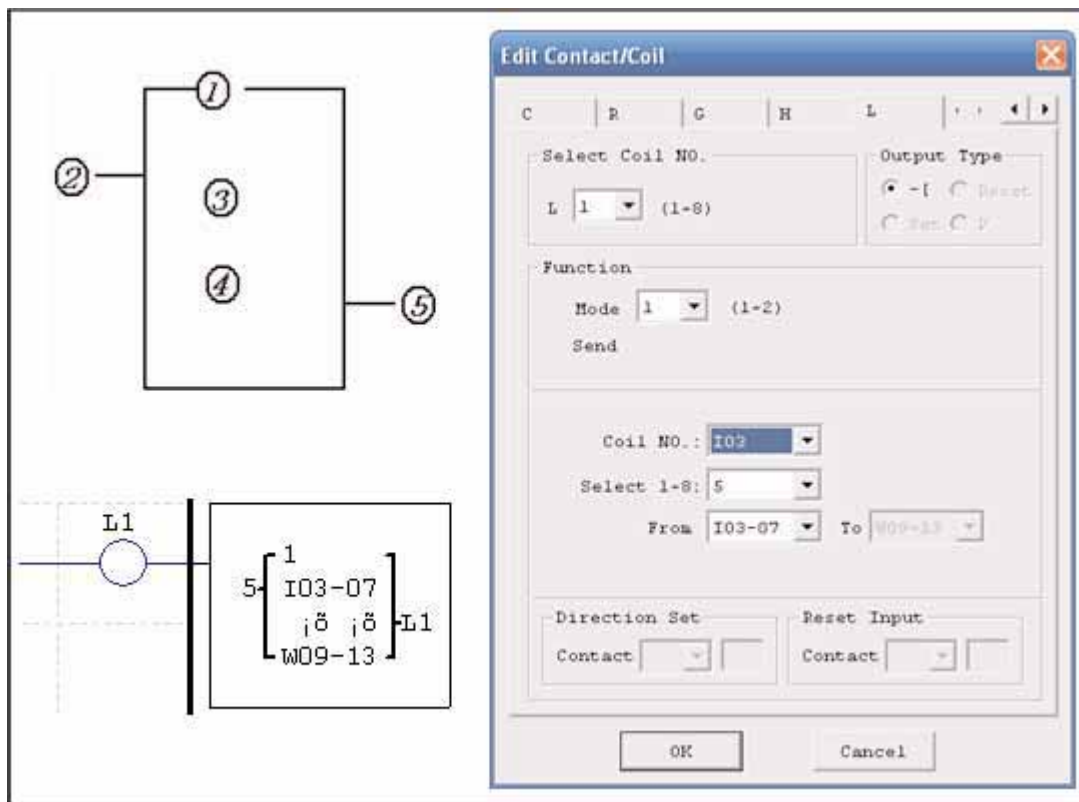 ①
②
③
④
⑤
L1
1
5
I03-07
¡õ ¡õ
L1
W09-13
Edit Contact/Coil
C R G H L
Select Coil NO.
L 1 (1-8)
Output Type
-[ Reset
Set P
Function
Mode 1 (1-2)
Send
Coil NO.: I03
Select 1-8: 5
From I03-07 To W09-13
Direction Set
Contact
Reset Input
Contact
OK Cancel